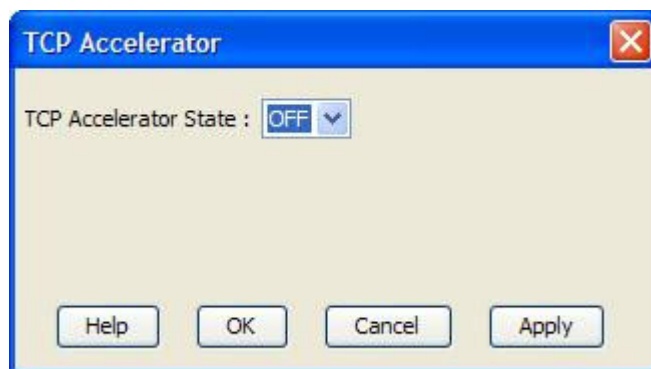 TCP Accelerator
TCP Accelerator State : OFF
Help OK Cancel Apply